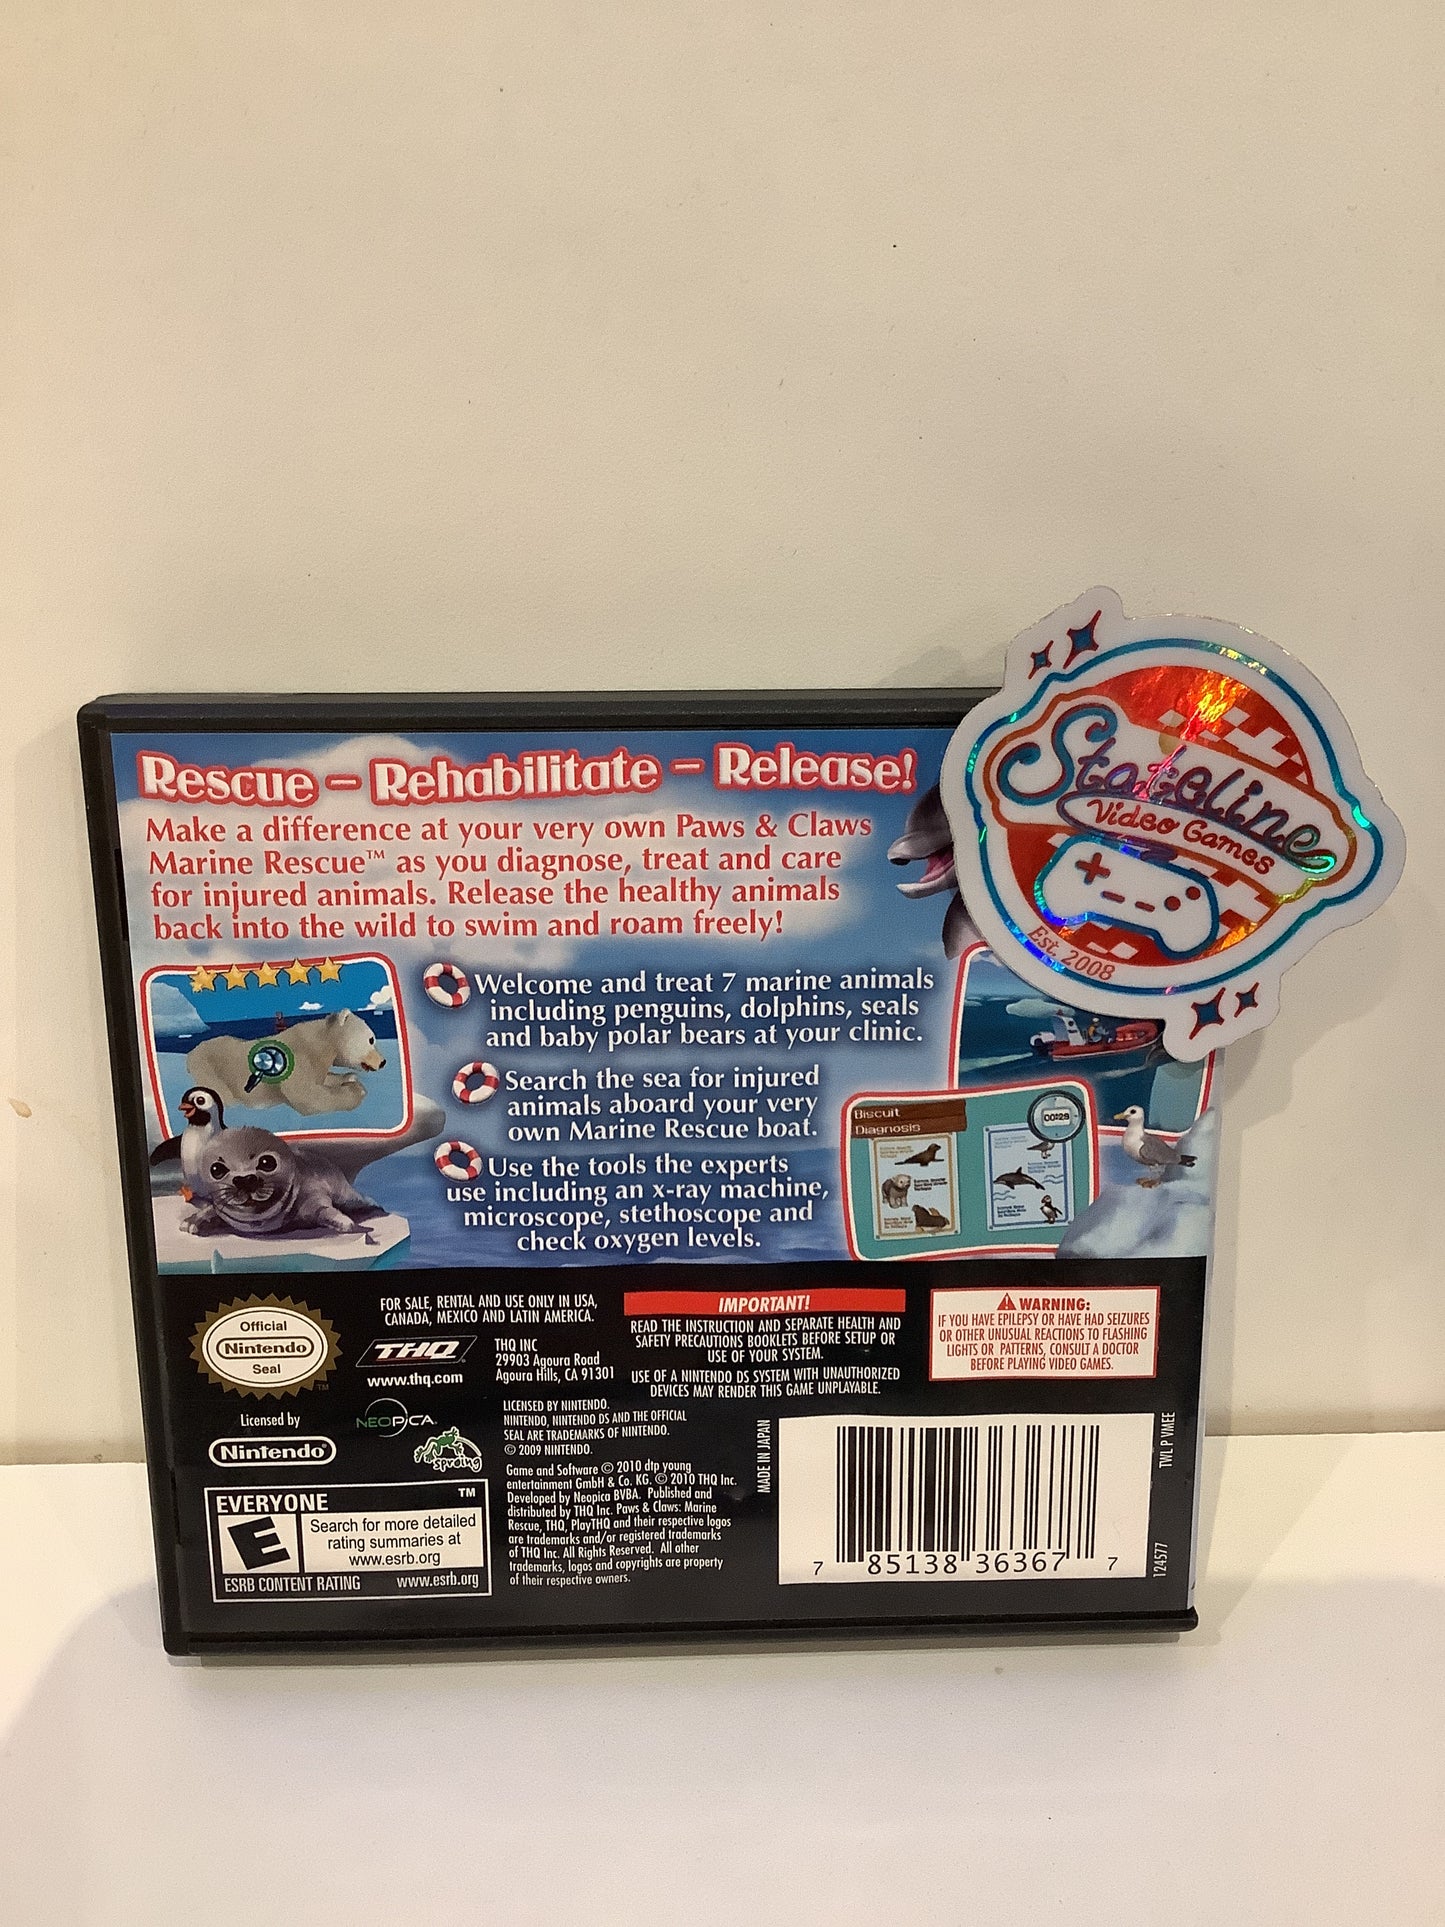 Rescue – Rehabilitate – Release!
Make a difference at your very own Paws & Claws
Marine Rescue™ as you diagnose, treat and care
for injured animals. Release the healthy animals
back into the wild to swim and roam freely!
Welcome and treat 7 marine animals
including penguins, dolphins, seals
and baby polar bears at your clinic.
Search the sea for injured
animals aboard your very
own Marine Rescue boat.
Use the tools the experts
use including an x-ray machine,
microscope, stethoscope and
check oxygen levels.
Stateline
Video Games
Est. 2008
Biscuit
Diagnosis
00:29
Official
Nintendo
Seal
TM
Licensed by
Nintendo®
FOR SALE, RENTAL AND USE ONLY IN USA,
CANADA, MEXICO AND LATIN AMERICA.
THQ
www.thq.com
THQ INC
29903 Agoura Road
Agoura Hills, CA 91301
NEOPICA
sproing
LICENSED BY NINTENDO.
NINTENDO, NINTENDO DS AND THE OFFICIAL
SEAL ARE TRADEMARKS OF NINTENDO.
© 2009 NINTENDO.
Game and Software © 2010 dtp young
entertainment GmbH & Co. KG. © 2010 THQ Inc.
Developed by Neopica BVBA. Published and
distributed by THQ Inc. Paws & Claws: Marine
Rescue, THQ, PlayTHQ and their respective logos
are trademarks and/or registered trademarks
of THQ Inc. All Rights Reserved. All other
trademarks, logos and copyrights are property
of their respective owners.
IMPORTANT!
READ THE INSTRUCTION AND SEPARATE HEALTH AND
SAFETY PRECAUTIONS BOOKLETS BEFORE SETUP OR
USE OF YOUR SYSTEM.
USE OF A NINTENDO DS SYSTEM WITH UNAUTHORIZED
DEVICES MAY RENDER THIS GAME UNPLAYABLE.
WARNING:
IF YOU HAVE EPILEPSY OR HAVE HAD SEIZURES
OR OTHER UNUSUAL REACTIONS TO FLASHING
LIGHTS OR PATTERNS, CONSULT A DOCTOR
BEFORE PLAYING VIDEO GAMES.
EVERYONE
TM
E
Search for more detailed
rating summaries at
www.esrb.org
ESRB CONTENT RATING www.esrb.org
MADE IN JAPAN
7 85138 36367 7
TWL P VMEE
124577